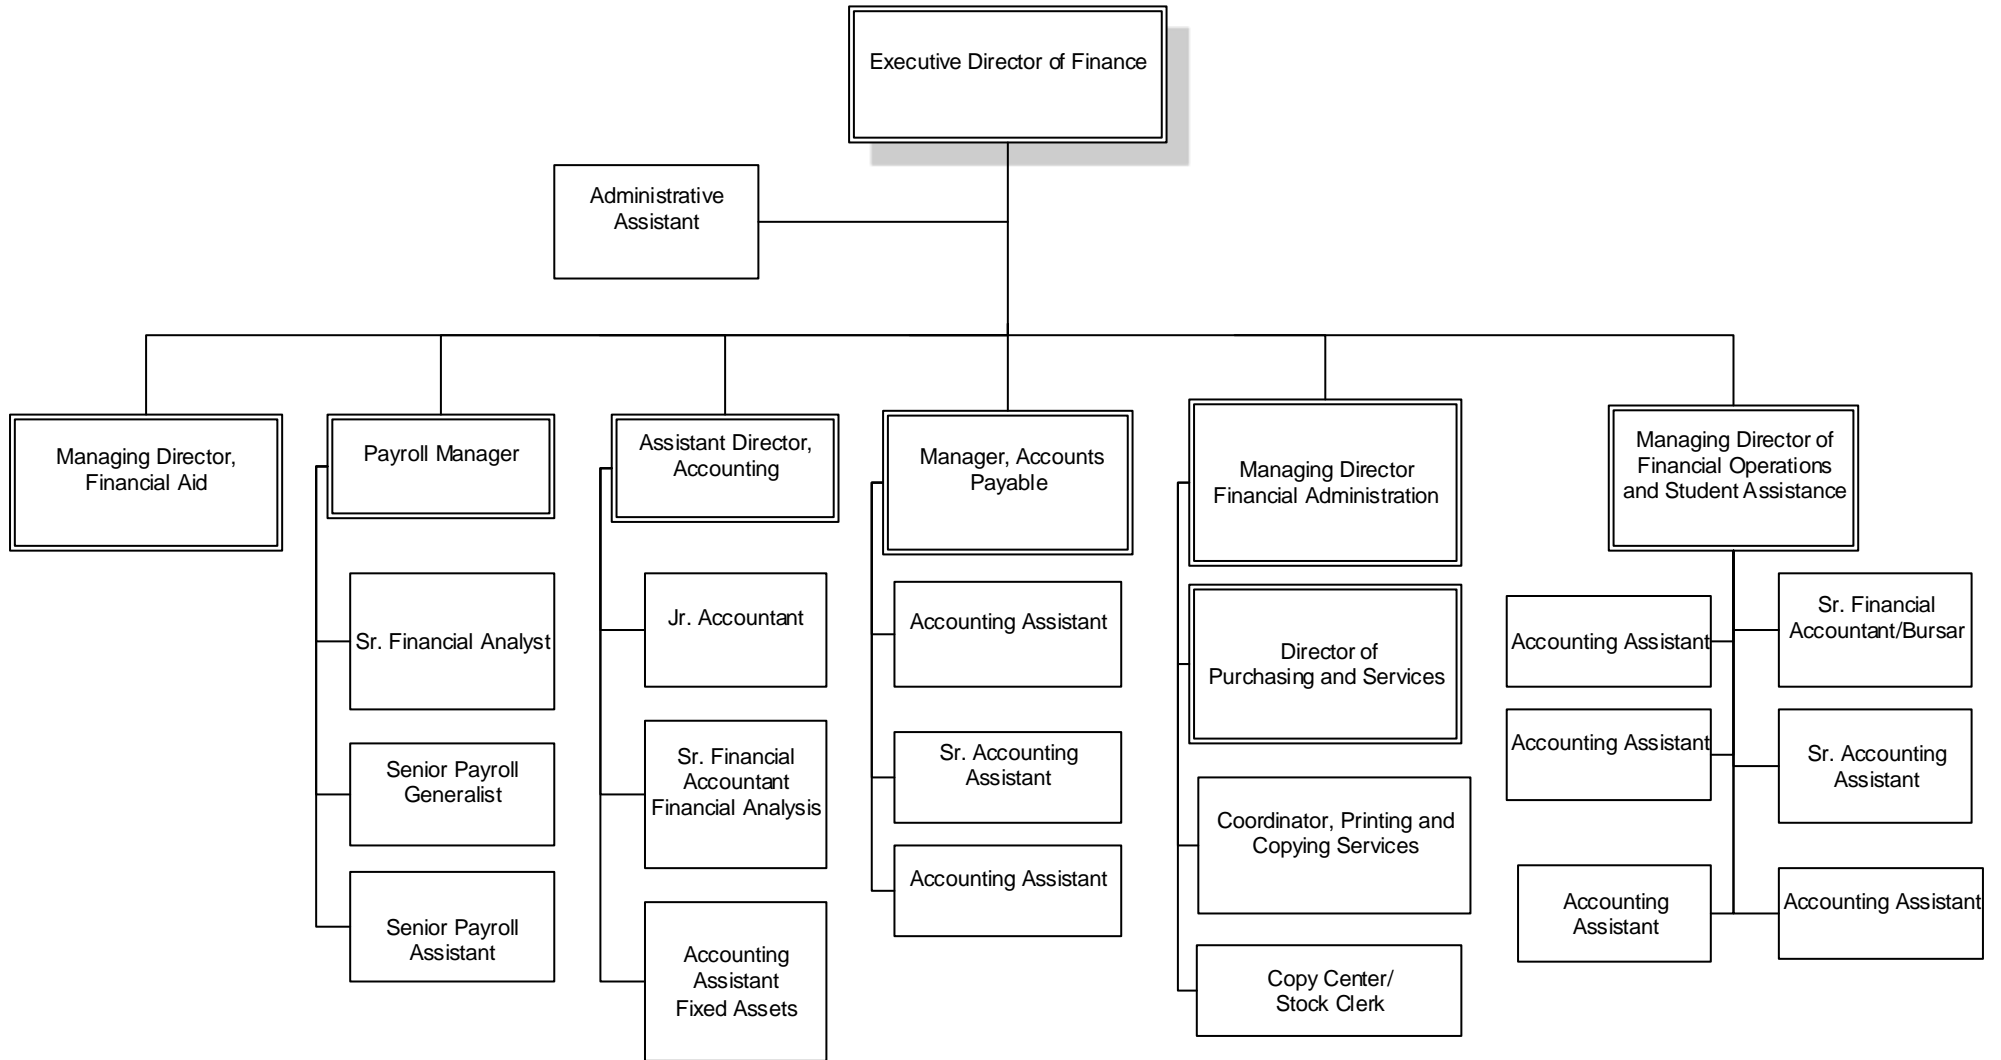 Executive Director of Finance
Administrative
Assistant
Managing Director,
Financial Aid
Payroll Manager
Sr. Financial Analyst
Senior Payroll
Generalist
Senior Payroll
Assistant
Assistant Director,
Accounting
Jr. Accountant
Sr. Financial
Accountant
Financial Analysis
Accounting
Assistant
Fixed Assets
Manager, Accounts
Payable
Accounting Assistant
Sr. Accounting
Assistant
Accounting Assistant
Managing Director
Financial Administration
Director of
Purchasing and Services
Coordinator, Printing and
Copying Services
Copy Center/
Stock Clerk
Managing Director of
Financial Operations
and Student Assistance
Accounting Assistant
Sr. Financial
Accountant/Bursar
Accounting Assistant
Sr. Accounting
Assistant
Accounting
Assistant
Accounting Assistant